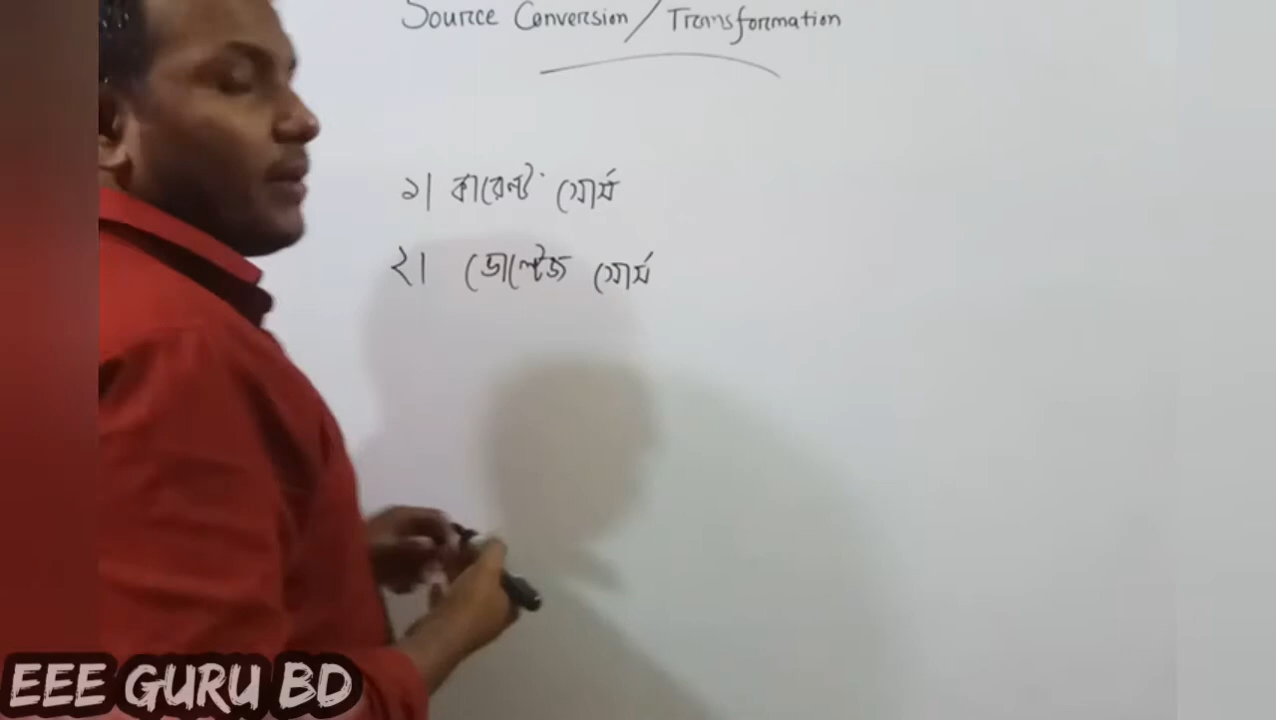 Source Conversion / Transformation
১। কারেন্ট সোর্স
২। ভোল্টেজ সোর্স
EEE GURU BD